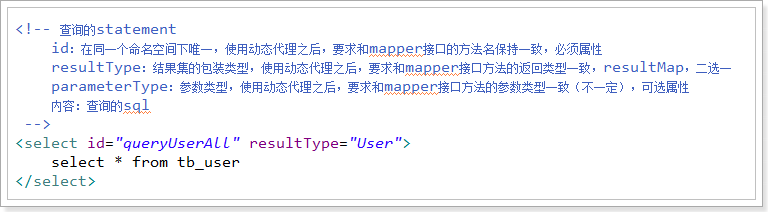 <!-- 查询的statement
id：在同一个命名空间下唯一，使用动态代理之后，要求和mapper接口的方法名保持一致，必须属性
resultType：结果集的包装类型，使用动态代理之后，要求和mapper接口方法的返回类型一致，resultMap，二选一
parameterType：参数类型，使用动态代理之后，要求和mapper接口方法的参数类型一致（不一定），可选属性
内容：查询的sql
-->
<select id="queryUserAll" resultType="User">
select * from tb_user
</select>